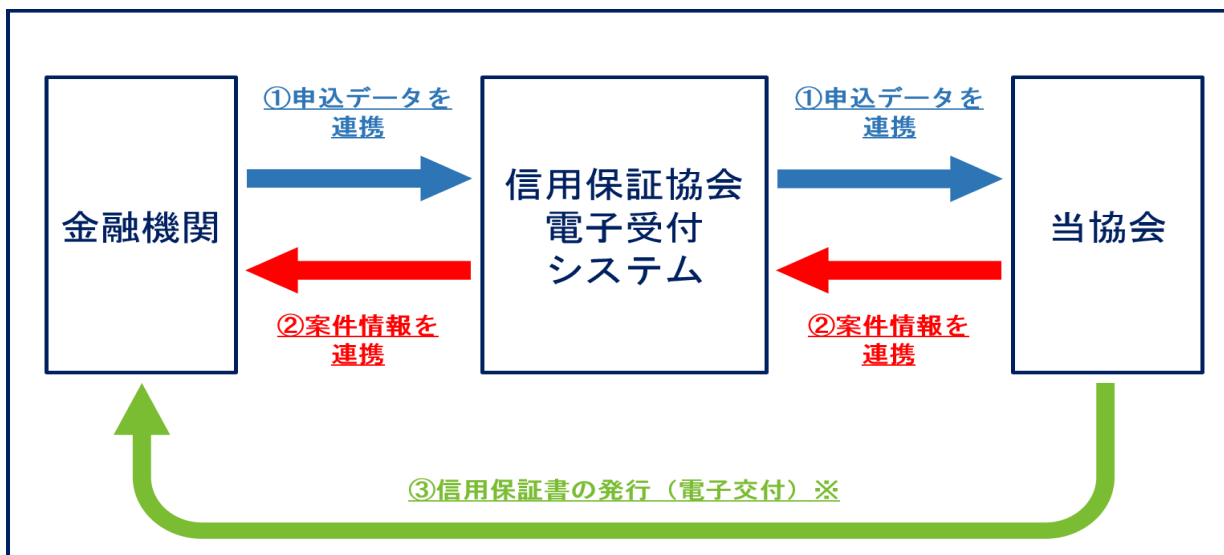 ①申込データを
連携
①申込データを
連携
金融機関
信用保証協会
電子受付
システム
当協会
②案件情報を
連携
②案件情報を
連携
③信用保証書の発行（電子交付）※